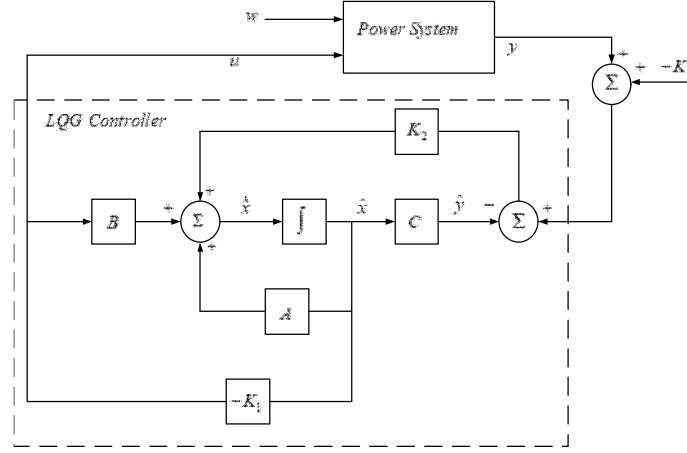 w
Power System
u
y
+
+
−K
Σ
LQG Controller
K₂
+
B
+
Σ
x̂̇
∫
x̂
C
ŷ
−
Σ
+
+
A
−K₁